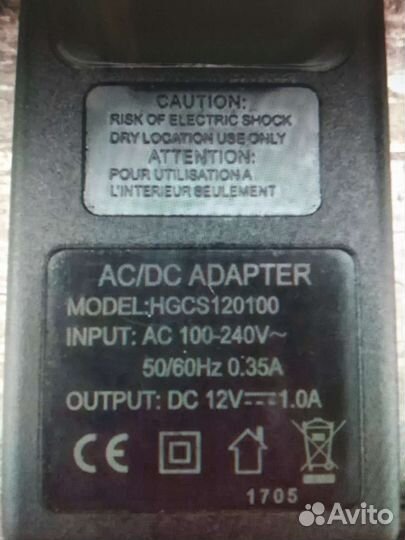 CAUTION:
RISK OF ELECTRIC SHOCK
DRY LOCATION USE ONLY
ATTENTION:
POUR UTILISATION A
L'INTERIEUR SEULEMENT
AC/DC ADAPTER
MODEL:HGCS120100
INPUT: AC 100-240V~
50/60Hz 0.35A
OUTPUT: DC 12V⎓1.0A
CE
1705
Avito